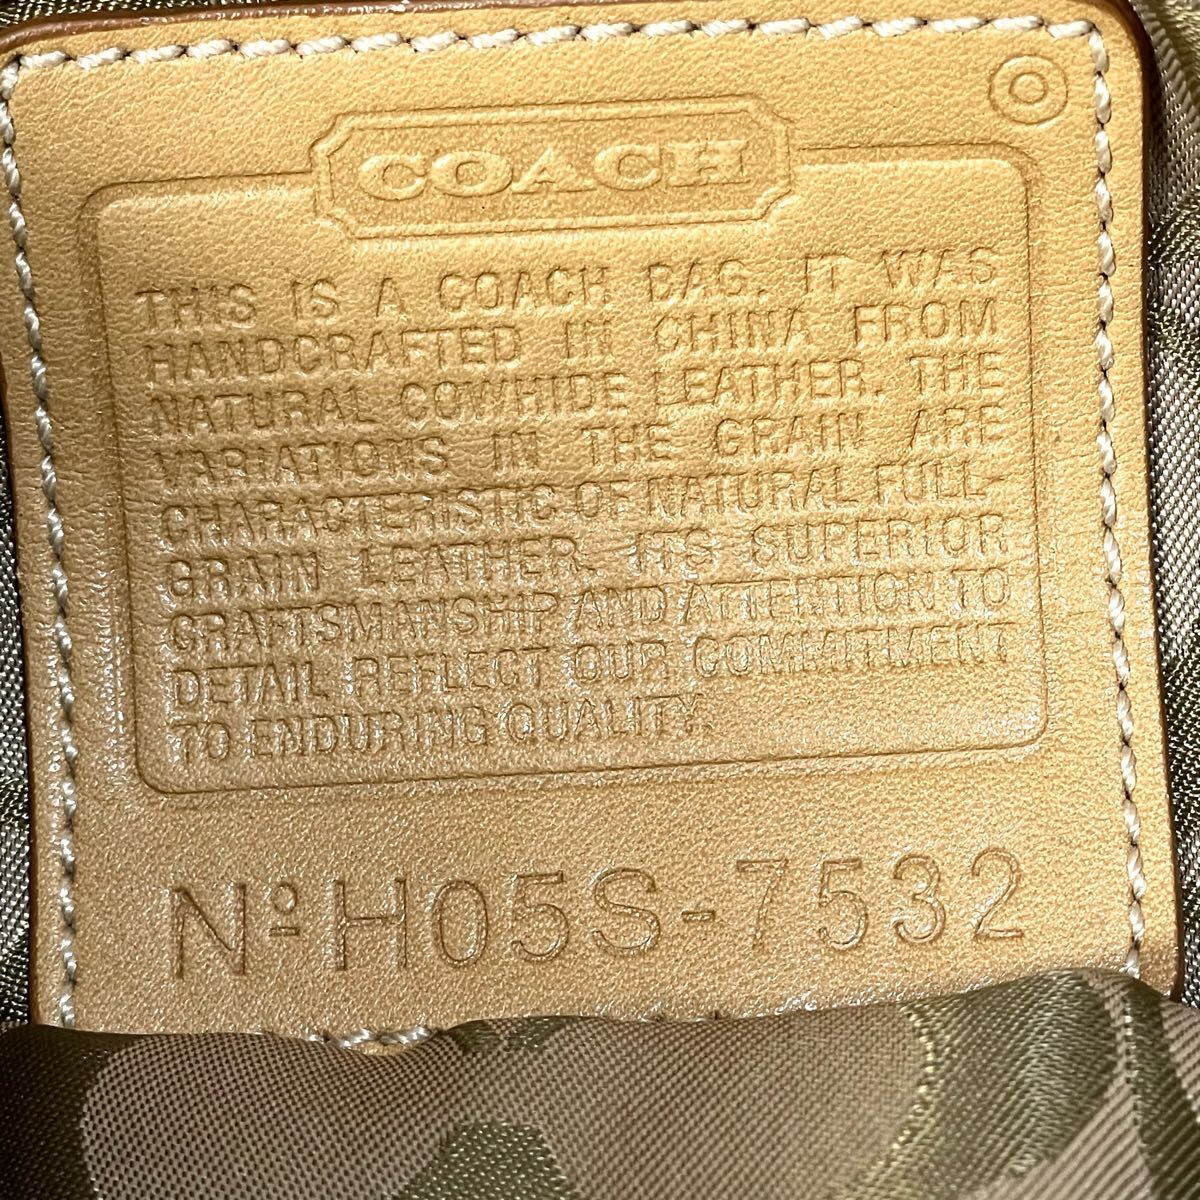 COACH
THIS IS A COACH BAG. IT WAS
HANDCRAFTED IN CHINA FROM
NATURAL COWHIDE LEATHER. THE
VARIATIONS IN THE GRAIN ARE
CHARACTERISTIC OF NATURAL FULL-
GRAIN LEATHER. ITS SUPERIOR
CRAFTSMANSHIP AND ATTENTION TO
DETAIL REFLECT OUR COMMITMENT
TO ENDURING QUALITY.
Nº H05S-7532